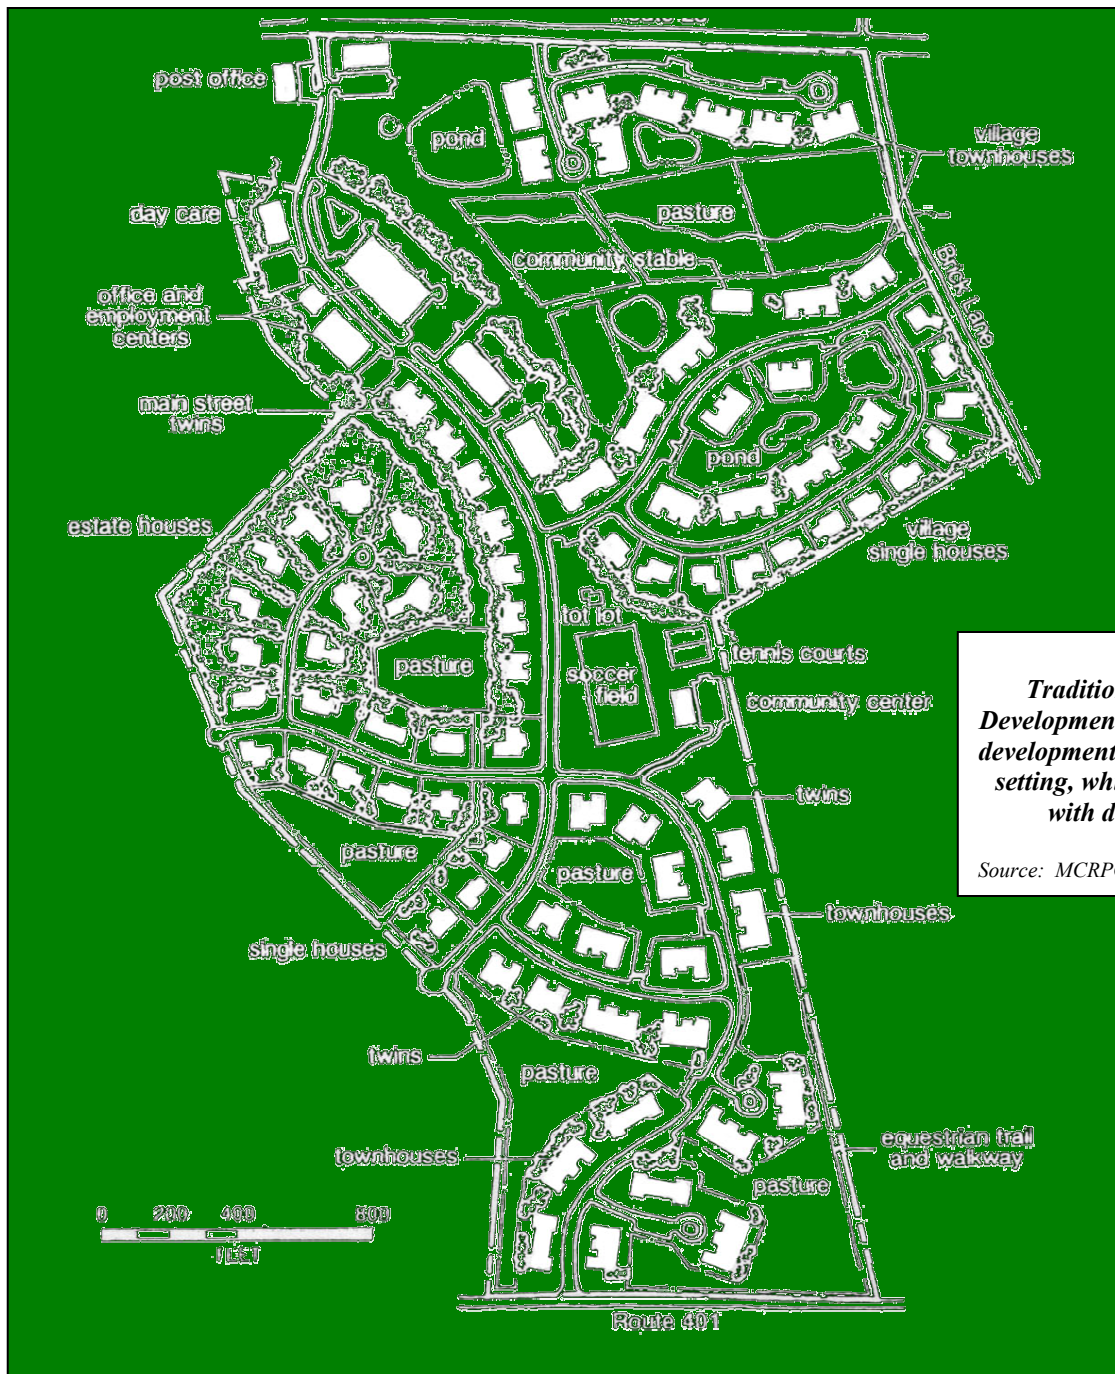 post office
pond
village
townhouses
day care
pasture
community stable
Brick Lane
office and
employment
centers
main street
twins
pond
estate houses
village
single houses
tot lot
tennis courts
pasture
soccer
field
community center
Traditio
Developmen
development
setting, wh
with d
Source: MCRP
twins
pasture
pasture
townhouses
single houses
twins
pasture
townhouses
equestrian trail
and walkway
pasture
0 200 400 800
FEET
Route 401